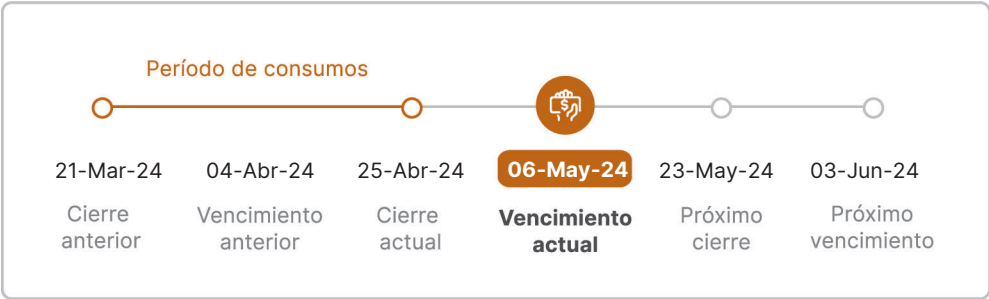 Período de consumos
$
21-Mar-24
04-Abr-24
25-Abr-24
06-May-24
23-May-24
03-Jun-24
Cierre
anterior
Vencimiento
anterior
Cierre
actual
Vencimiento
actual
Próximo
cierre
Próximo
vencimiento